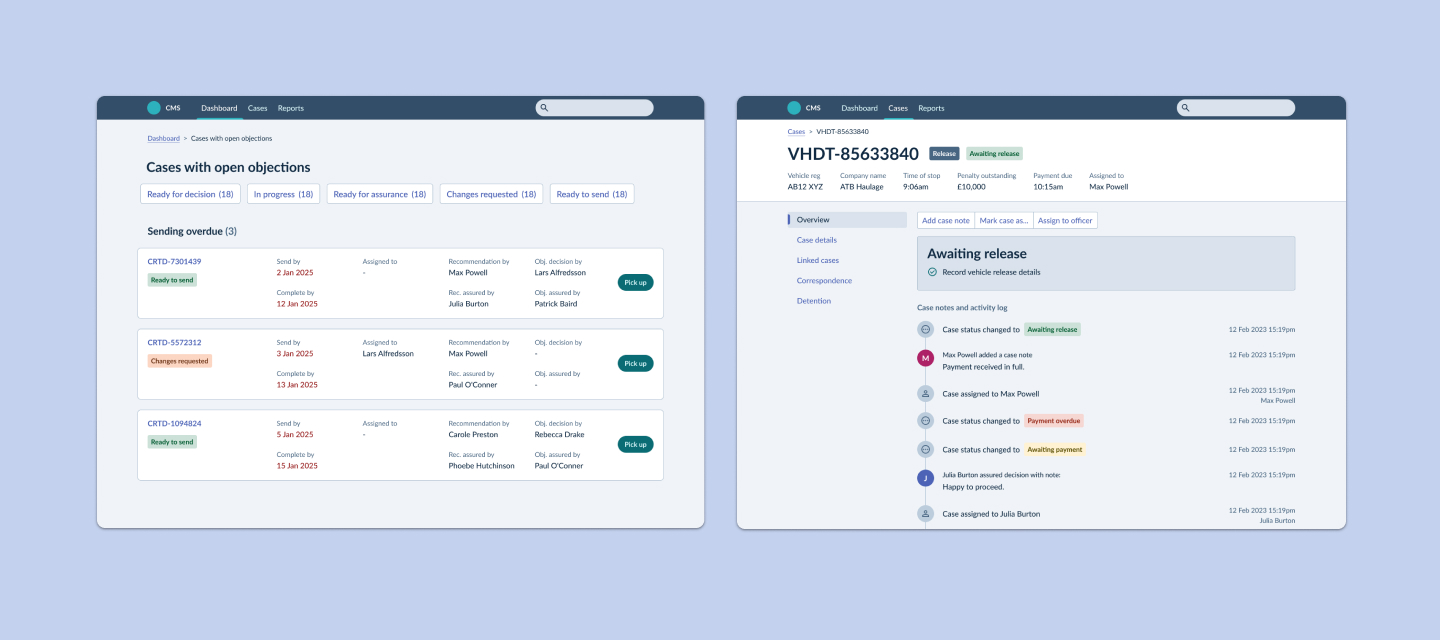 CMS Dashboard Cases Reports
Dashboard > Cases with open objections
Cases with open objections
Ready for decision (18) In progress (18) Ready for assurance (18) Changes requested (18) Ready to send (18)
Sending overdue (3)
CRTD-7301439 Send by Assigned to Recommendation by Obj. decision by
2 Jan 2025 - Max Powell Lars Alfredsson
Ready to send Pick up
Complete by Rec. assured by Obj. assured by
12 Jan 2025 Julia Burton Patrick Baird
CRTD-5572312 Send by Assigned to Recommendation by Obj. decision by
3 Jan 2025 Lars Alfredsson Max Powell -
Changes requested Pick up
Complete by Rec. assured by Obj. assured by
13 Jan 2025 Paul O'Conner -
CRTD-1094824 Send by Assigned to Recommendation by Obj. decision by
5 Jan 2025 - Carole Preston Rebecca Drake
Ready to send Pick up
Complete by Rec. assured by Obj. assured by
15 Jan 2025 Phoebe Hutchinson Paul O'Conner
CMS Dashboard Cases Reports
Cases > VHDT-85633840
VHDT-85633840 Release Awaiting release
Vehicle reg Company name Time of stop Penalty outstanding Payment due Assigned to
AB12 XYZ ATB Haulage 9:06am £10,000 10:15am Max Powell
Overview
Case details
Linked cases
Correspondence
Detention
Add case note Mark case as... Assign to officer
Awaiting release
Record vehicle release details
Case notes and activity log
Case status changed to Awaiting release 12 Feb 2023 15:19pm
M Max Powell added a case note 12 Feb 2023 15:19pm
Payment received in full.
Case assigned to Max Powell 12 Feb 2023 15:19pm
Max Powell
Case status changed to Payment overdue 12 Feb 2023 15:19pm
Case status changed to Awaiting payment 12 Feb 2023 15:19pm
J Julia Burton assured decision with note: 12 Feb 2023 15:19pm
Happy to proceed.
Case assigned to Julia Burton 12 Feb 2023 15:19pm
Julia Burton